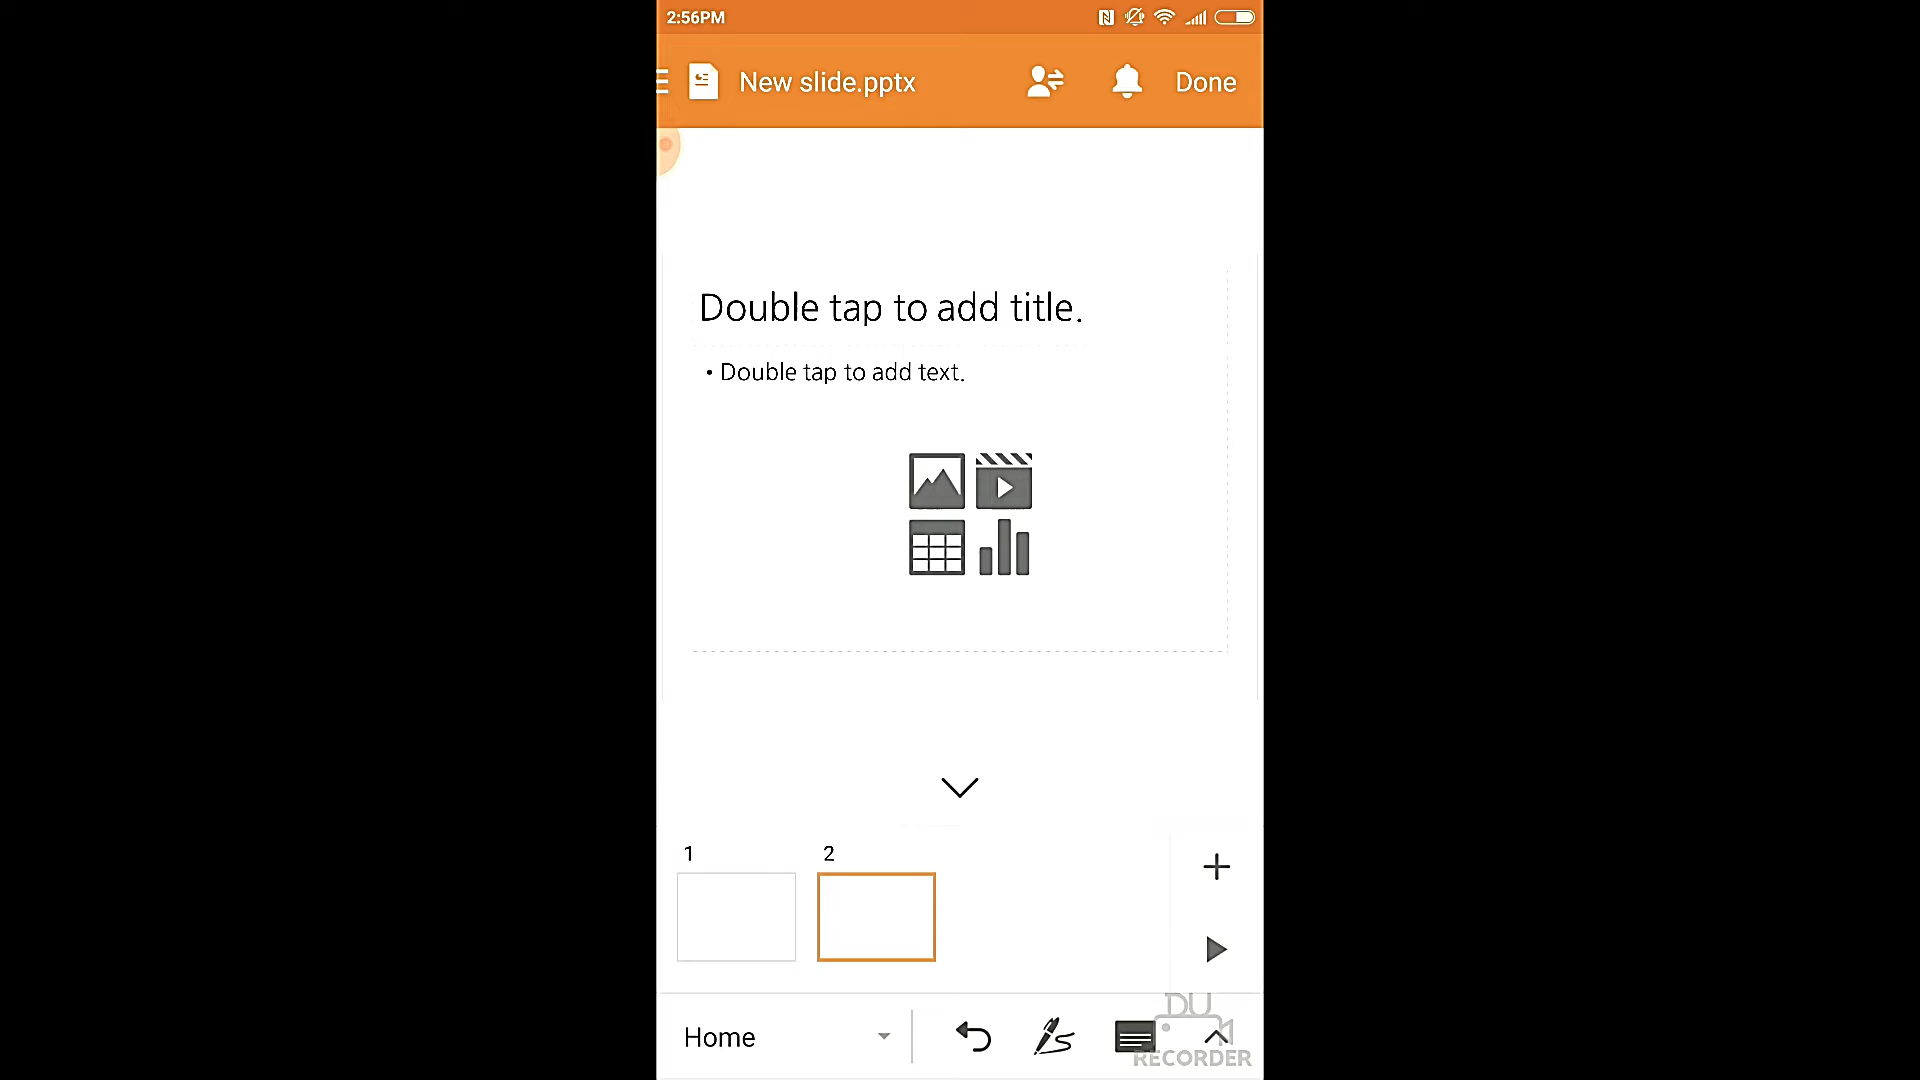 2:56PM
New slide.pptx
Done
Double tap to add title.
• Double tap to add text.
1
2
Home
DU
RECORDER